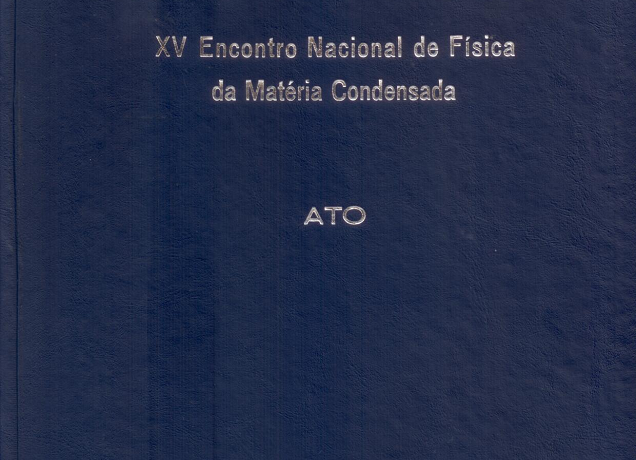 XV Encontro Nacional de Física
da Matéria Condensada
ATO